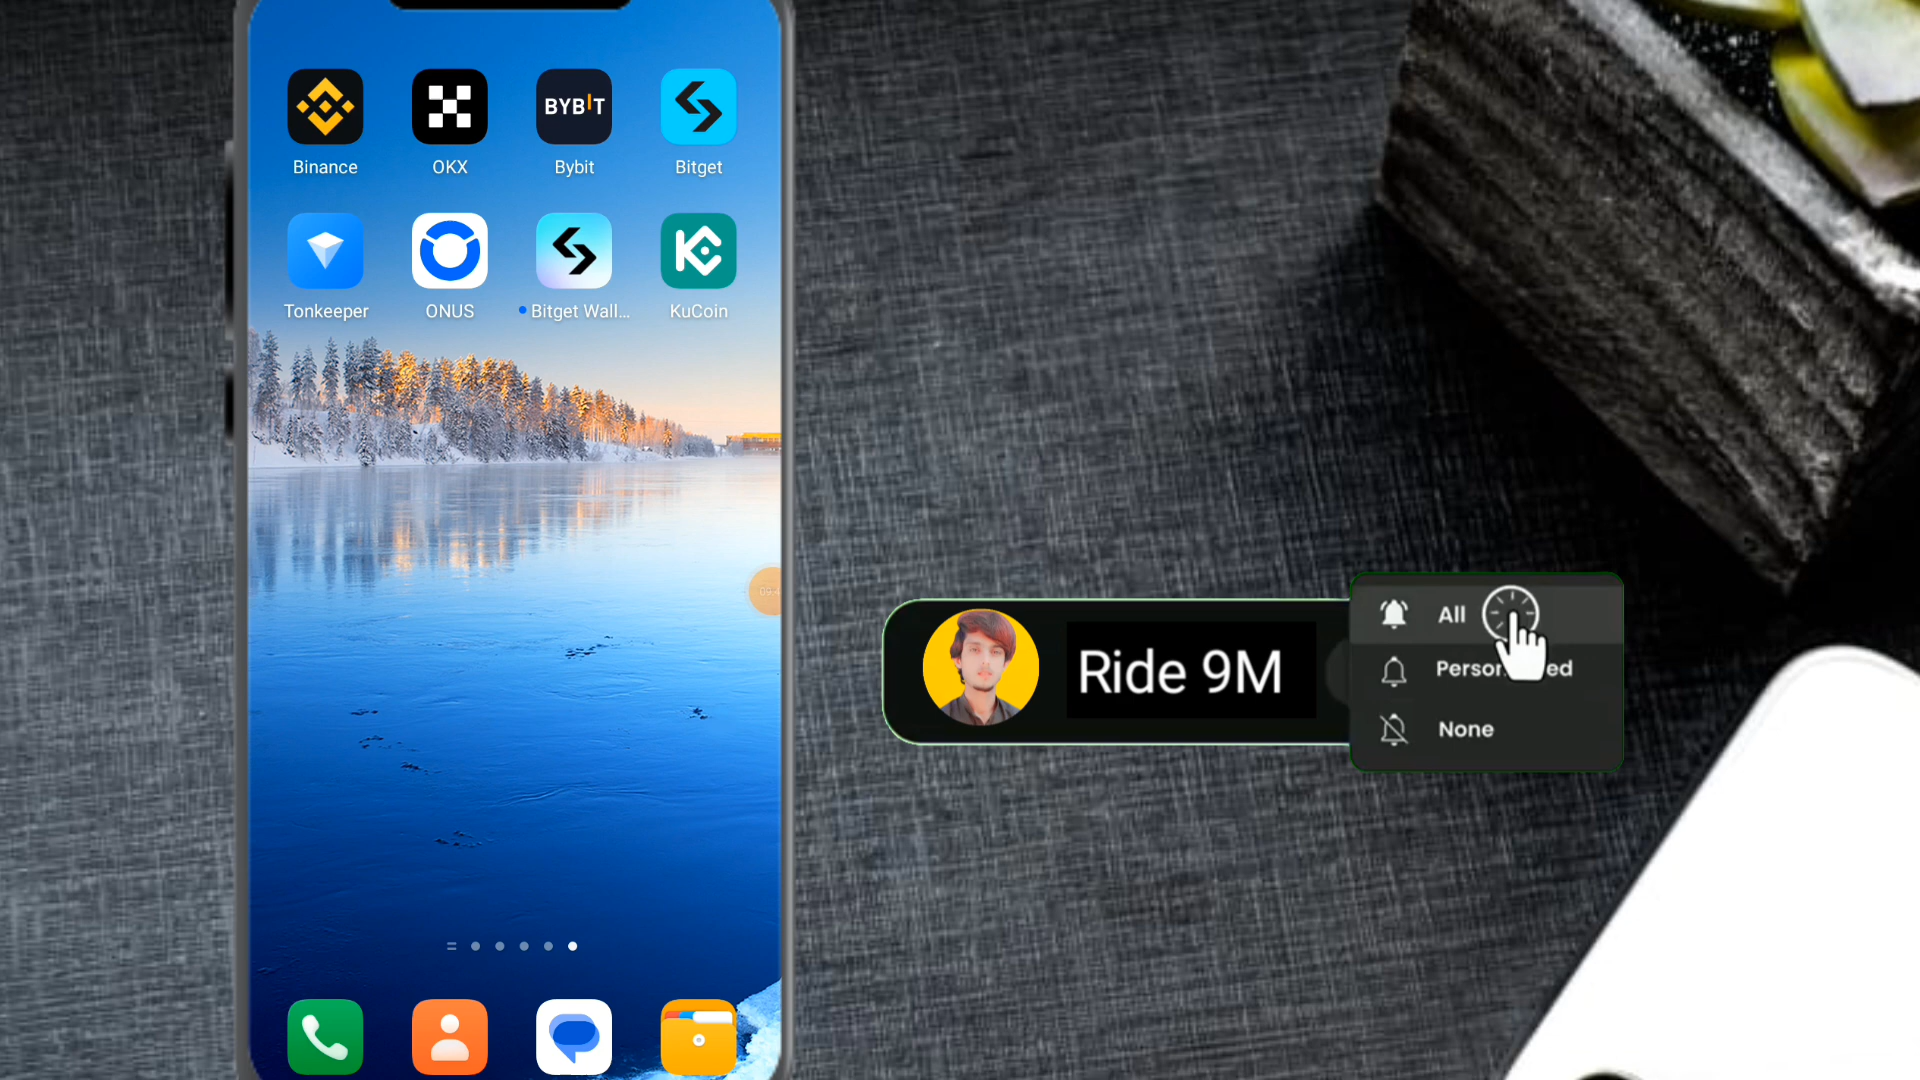 BYBIT
Binance
OKX
Bybit
Bitget
Tonkeeper
ONUS
Bitget Wall...
KuCoin
Ride 9M
All
None